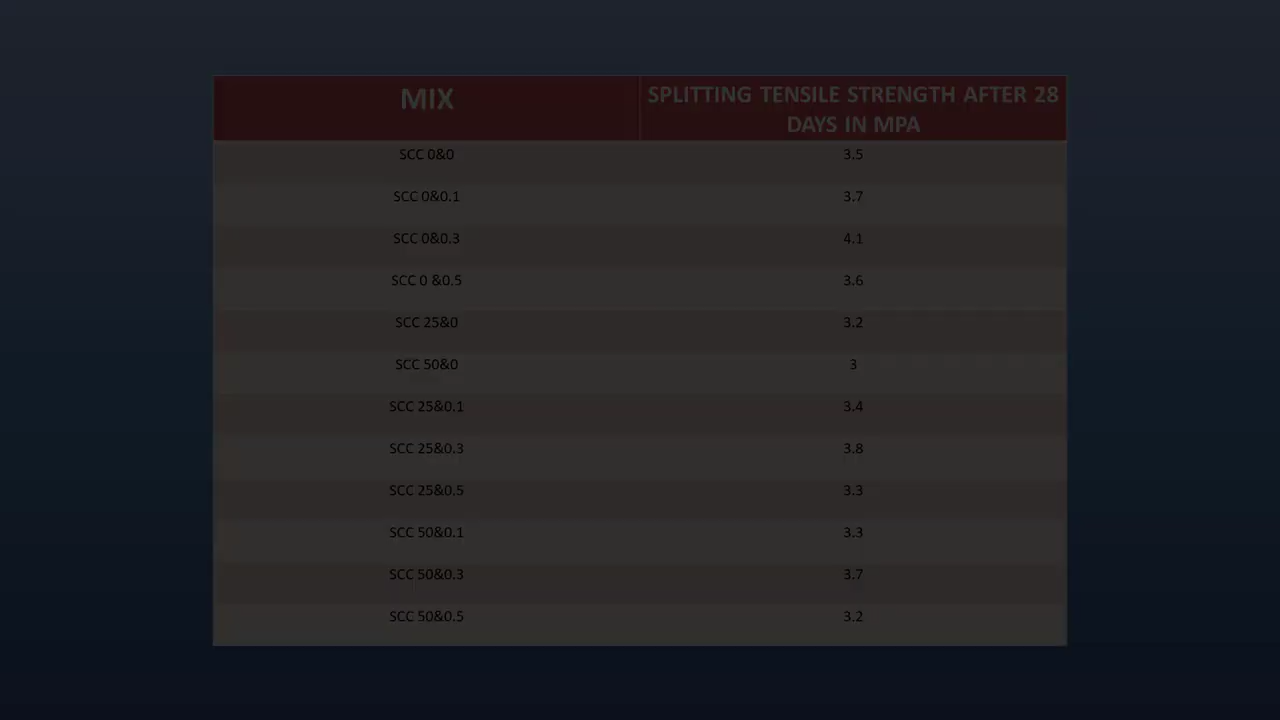 MIX
SPLITTING TENSILE STRENGTH AFTER 28
DAYS IN MPA
SCC 0&0 3.5
SCC 0&0.1 3.7
SCC 0&0.3 4.1
SCC 0 &0.5 3.6
SCC 25&0 3.2
SCC 50&0 3
SCC 25&0.1 3.4
SCC 25&0.3 3.8
SCC 25&0.5 3.3
SCC 50&0.1 3.3
SCC 50&0.3 3.7
SCC 50&0.5 3.2